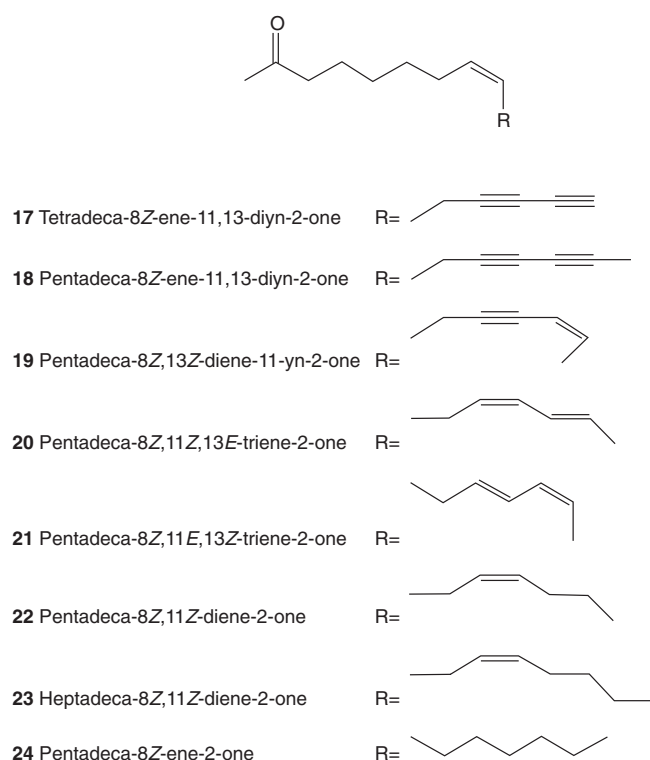 O
R
17 Tetradeca-8Z-ene-11,13-diyn-2-one R=
18 Pentadeca-8Z-ene-11,13-diyn-2-one R=
19 Pentadeca-8Z,13Z-diene-11-yn-2-one R=
20 Pentadeca-8Z,11Z,13E-triene-2-one R=
21 Pentadeca-8Z,11E,13Z-triene-2-one R=
22 Pentadeca-8Z,11Z-diene-2-one R=
23 Heptadeca-8Z,11Z-diene-2-one R=
24 Pentadeca-8Z-ene-2-one R=